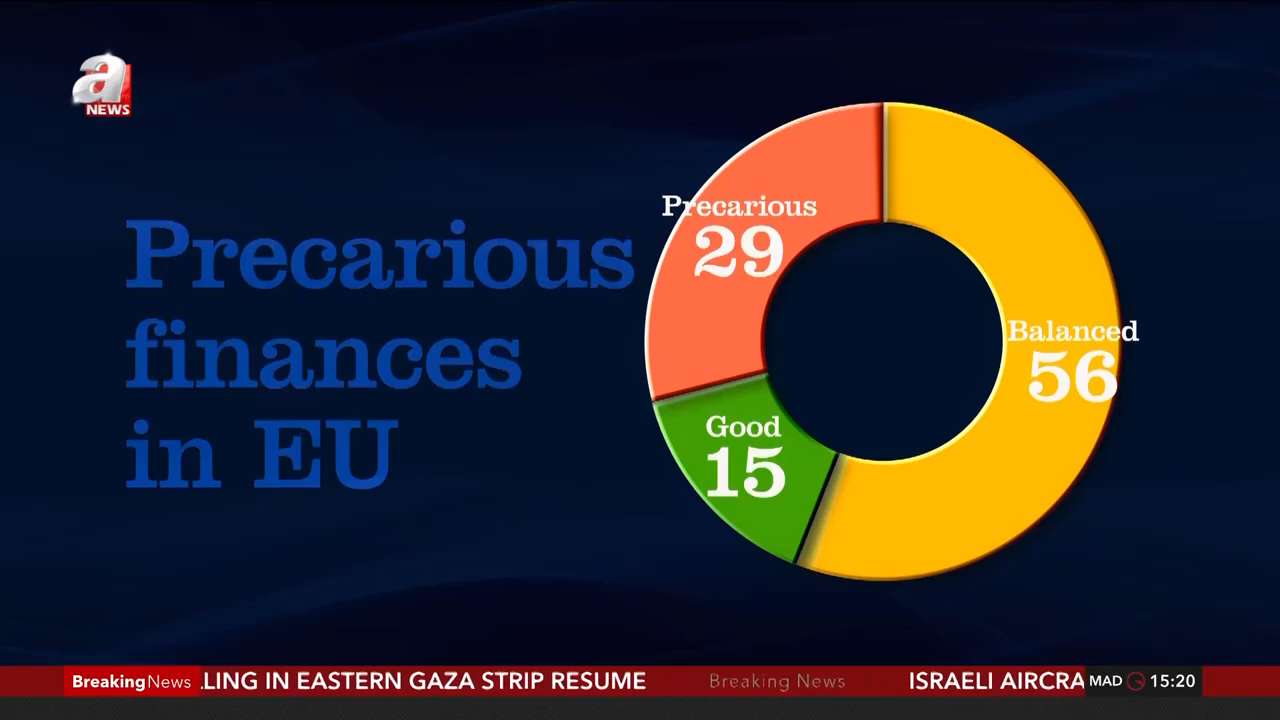 a
NEWS
Precarious
finances
in EU
Precarious
29
Balanced
56
Good
15
Breaking News
LING IN EASTERN GAZA STRIP RESUME
Breaking News
ISRAELI AIRCRA
MAD 15:20